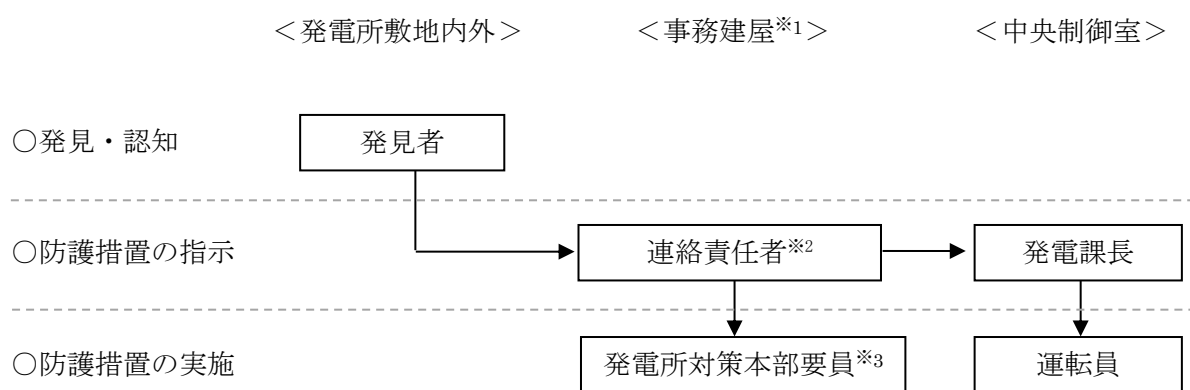 ＜発電所敷地内外＞ ＜事務建屋※1＞ ＜中央制御室＞
○発見・認知 発見者
○防護措置の指示 連絡責任者※2 発電課長
○防護措置の実施 発電所対策本部要員※3 運転員